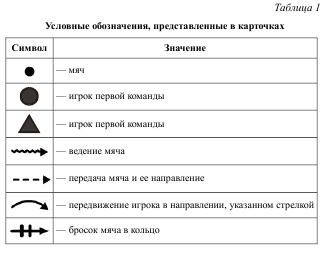 Таблица 1
Условные обозначения, представленные в карточках
Символ Значение
— мяч
— игрок первой команды
— игрок первой команды
— ведение мяча
— передача мяча и ее направление
— передвижение игрока в направлении, указанном стрелкой
— бросок мяча в кольцо